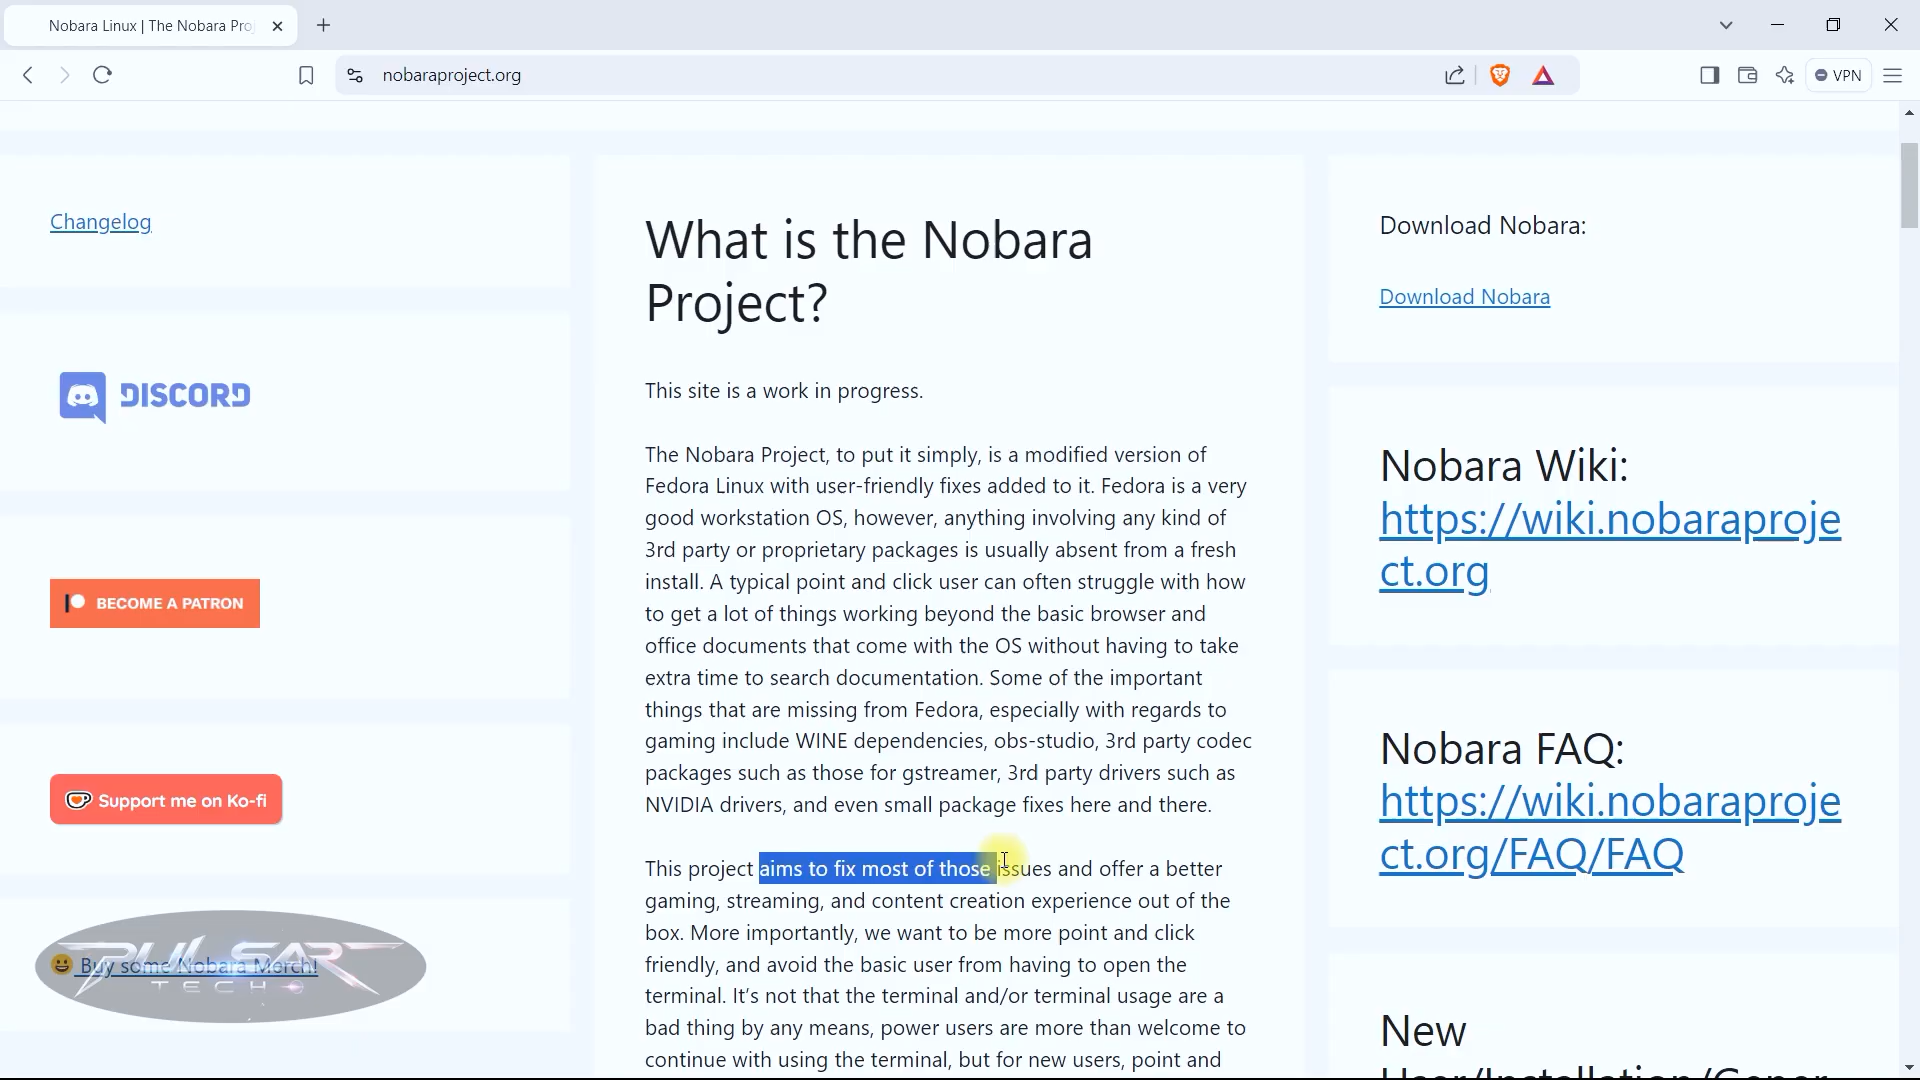 Nobara Linux | The Nobara Pro
nobaraproject.org
VPN
Changelog
DISCORD
BECOME A PATRON
Support me on Ko-fi
Buy some Nobara Merch!
PULSAR
TECH
What is the Nobara
Project?
This site is a work in progress.
The Nobara Project, to put it simply, is a modified version of
Fedora Linux with user-friendly fixes added to it. Fedora is a very
good workstation OS, however, anything involving any kind of
3rd party or proprietary packages is usually absent from a fresh
install. A typical point and click user can often struggle with how
to get a lot of things working beyond the basic browser and
office documents that come with the OS without having to take
extra time to search documentation. Some of the important
things that are missing from Fedora, especially with regards to
gaming include WINE dependencies, obs-studio, 3rd party codec
packages such as those for gstreamer, 3rd party drivers such as
NVIDIA drivers, and even small package fixes here and there.
This project aims to fix most of those issues and offer a better
gaming, streaming, and content creation experience out of the
box. More importantly, we want to be more point and click
friendly, and avoid the basic user from having to open the
terminal. It’s not that the terminal and/or terminal usage are a
bad thing by any means, power users are more than welcome to
continue with using the terminal, but for new users, point and
Download Nobara:
Download Nobara
Nobara Wiki:
https://wiki.nobaraproje
ct.org
Nobara FAQ:
https://wiki.nobaraproje
ct.org/FAQ/FAQ
New
User/Installation/Gener